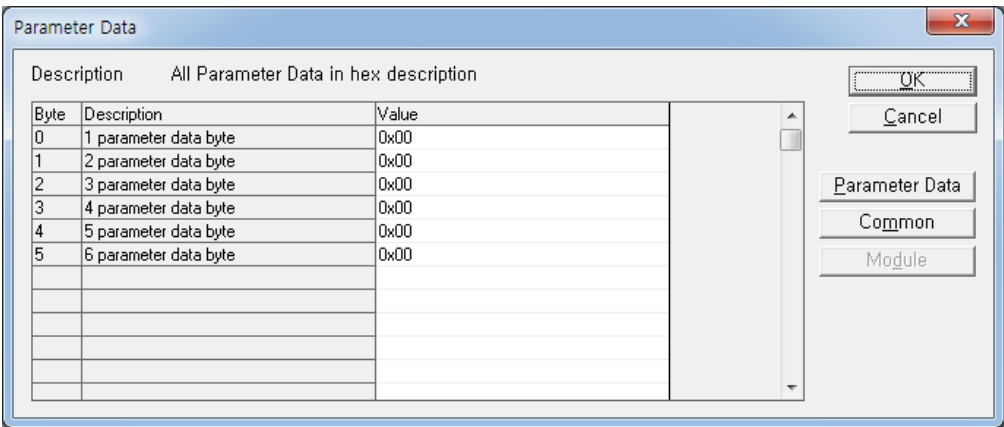 Parameter Data
Description All Parameter Data in hex description
OK
Cancel
Byte Description Value
0 1 parameter data byte 0x00
1 2 parameter data byte 0x00
2 3 parameter data byte 0x00
3 4 parameter data byte 0x00
4 5 parameter data byte 0x00
5 6 parameter data byte 0x00
Parameter Data
Common
Module